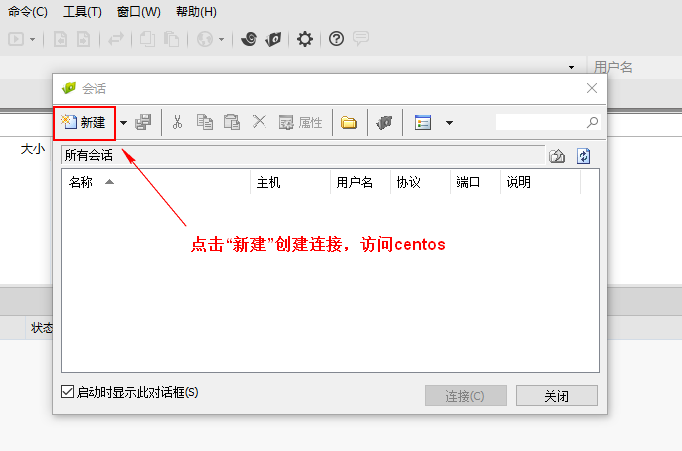 命令(C) 工具(T) 窗口(W) 帮助(H)
用户名
会话
新建 属性
大小
所有会话
名称 主机 用户名 协议 端口 说明
点击“新建”创建连接，访问centos
状态
启动时显示此对话框(S)
连接(C) 关闭